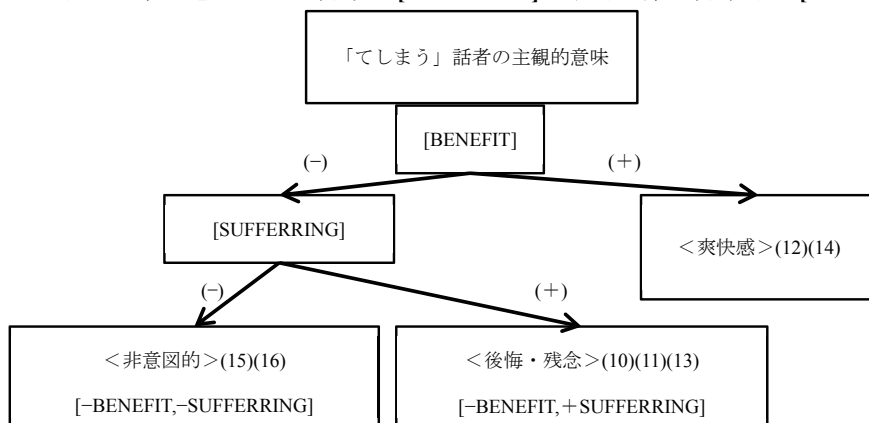 「てしまう」話者の主観的意味
[BENEFIT]
(−)
(＋)
[SUFFERRING]
＜爽快感＞(12)(14)
(−)
(＋)
＜非意図的＞(15)(16)
[−BENEFIT,−SUFFERRING]
＜後悔・残念＞(10)(11)(13)
[−BENEFIT,＋SUFFERRING]